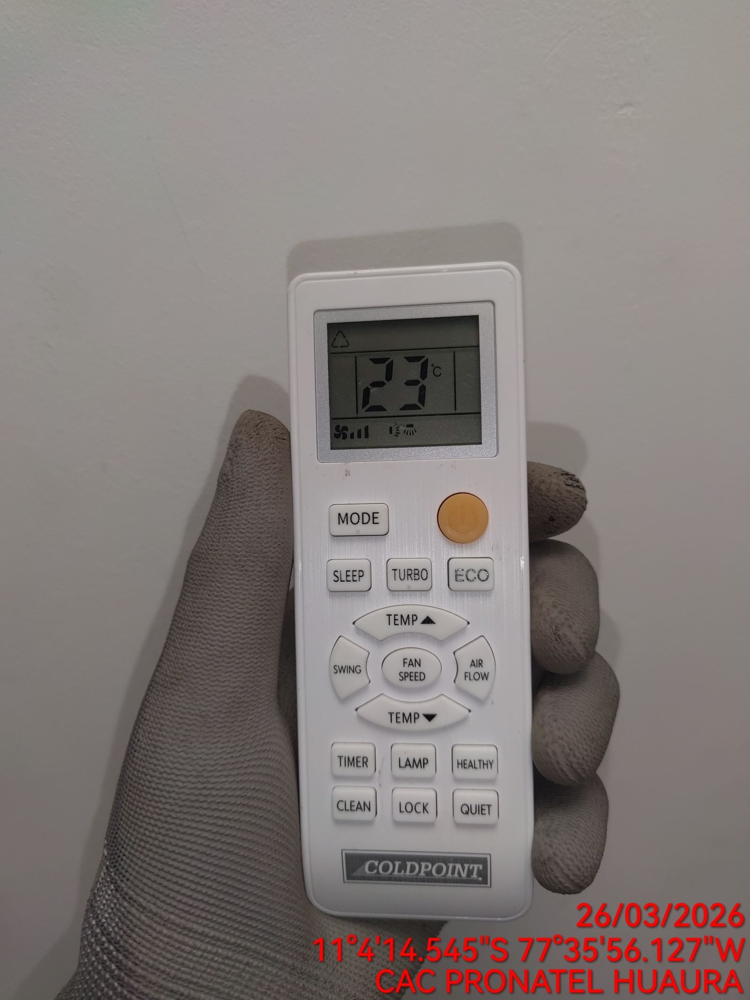 23 °C
MODE
SLEEP TURBO ECO
TEMP▲
SWING
FAN
SPEED
AIR
FLOW
TEMP▼
TIMER LAMP HEALTHY
CLEAN LOCK QUIET
COLDPOINT
26/03/2026
11°4'14.545"S 77°35'56.127"W
CAC PRONATEL HUAURA